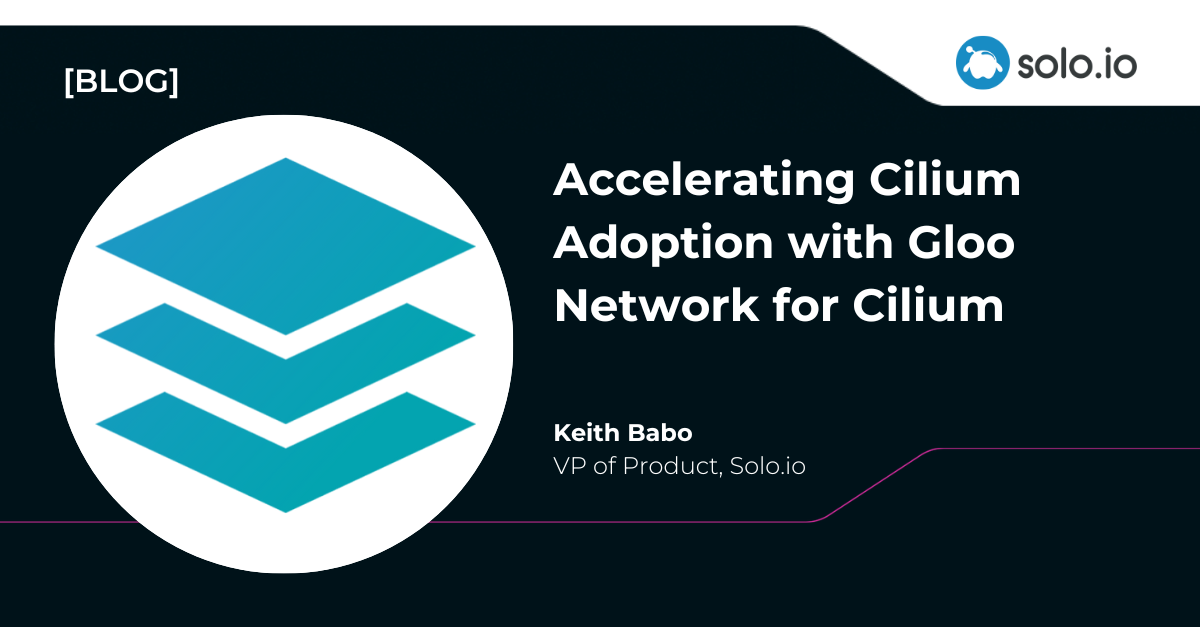 [BLOG]
solo.io
Accelerating Cilium
Adoption with Gloo
Network for Cilium
Keith Babo
VP of Product, Solo.io